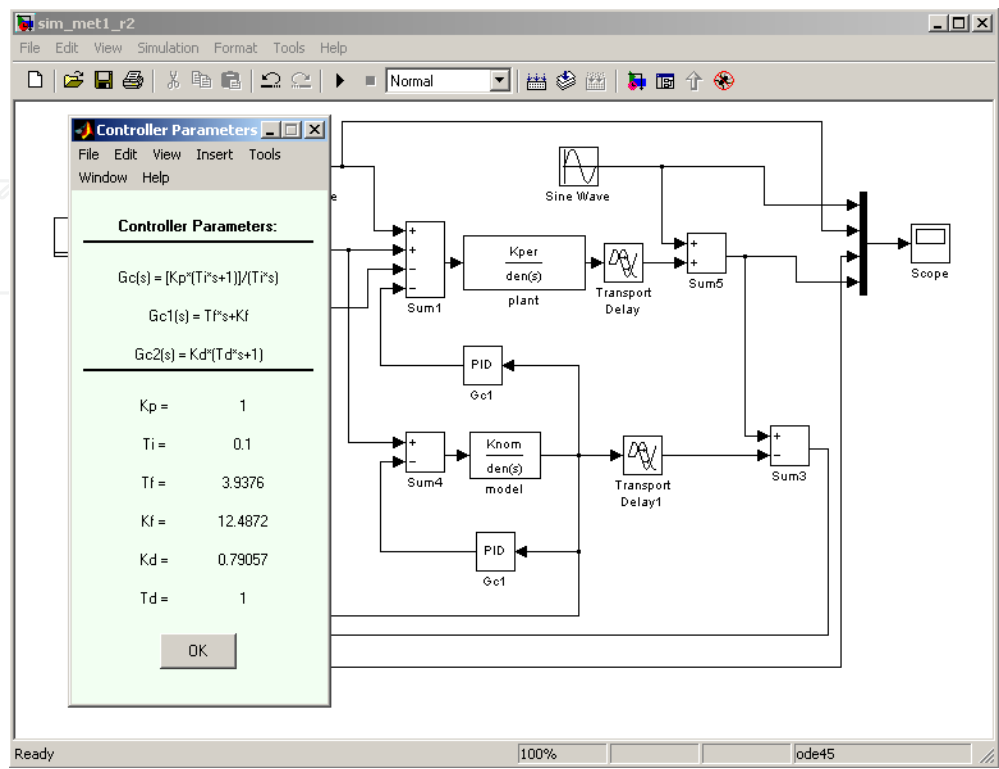 sim_met1_r2
File Edit View Simulation Format Tools Help
Normal
Controller Parameters
File Edit View Insert Tools
Window Help
Controller Parameters:
Gc(s) = [Kp*(Ti*s+1)]/(Ti*s)
Gc1(s) = Tf*s+Kf
Gc2(s) = Kd*(Td*s+1)
Kp = 1
Ti = 0.1
Tf = 3.9376
Kf = 12.4872
Kd = 0.79057
Td = 1
OK
e
Sine Wave
+
+
−
−
Sum1
Kper
den(s)
plant
Transport
Delay
+
+
Sum5
Scope
PID
Gc1
+
−
Sum4
Knom
den(s)
model
Transport
Delay1
+
−
Sum3
PID
Gc1
Ready 100% ode45